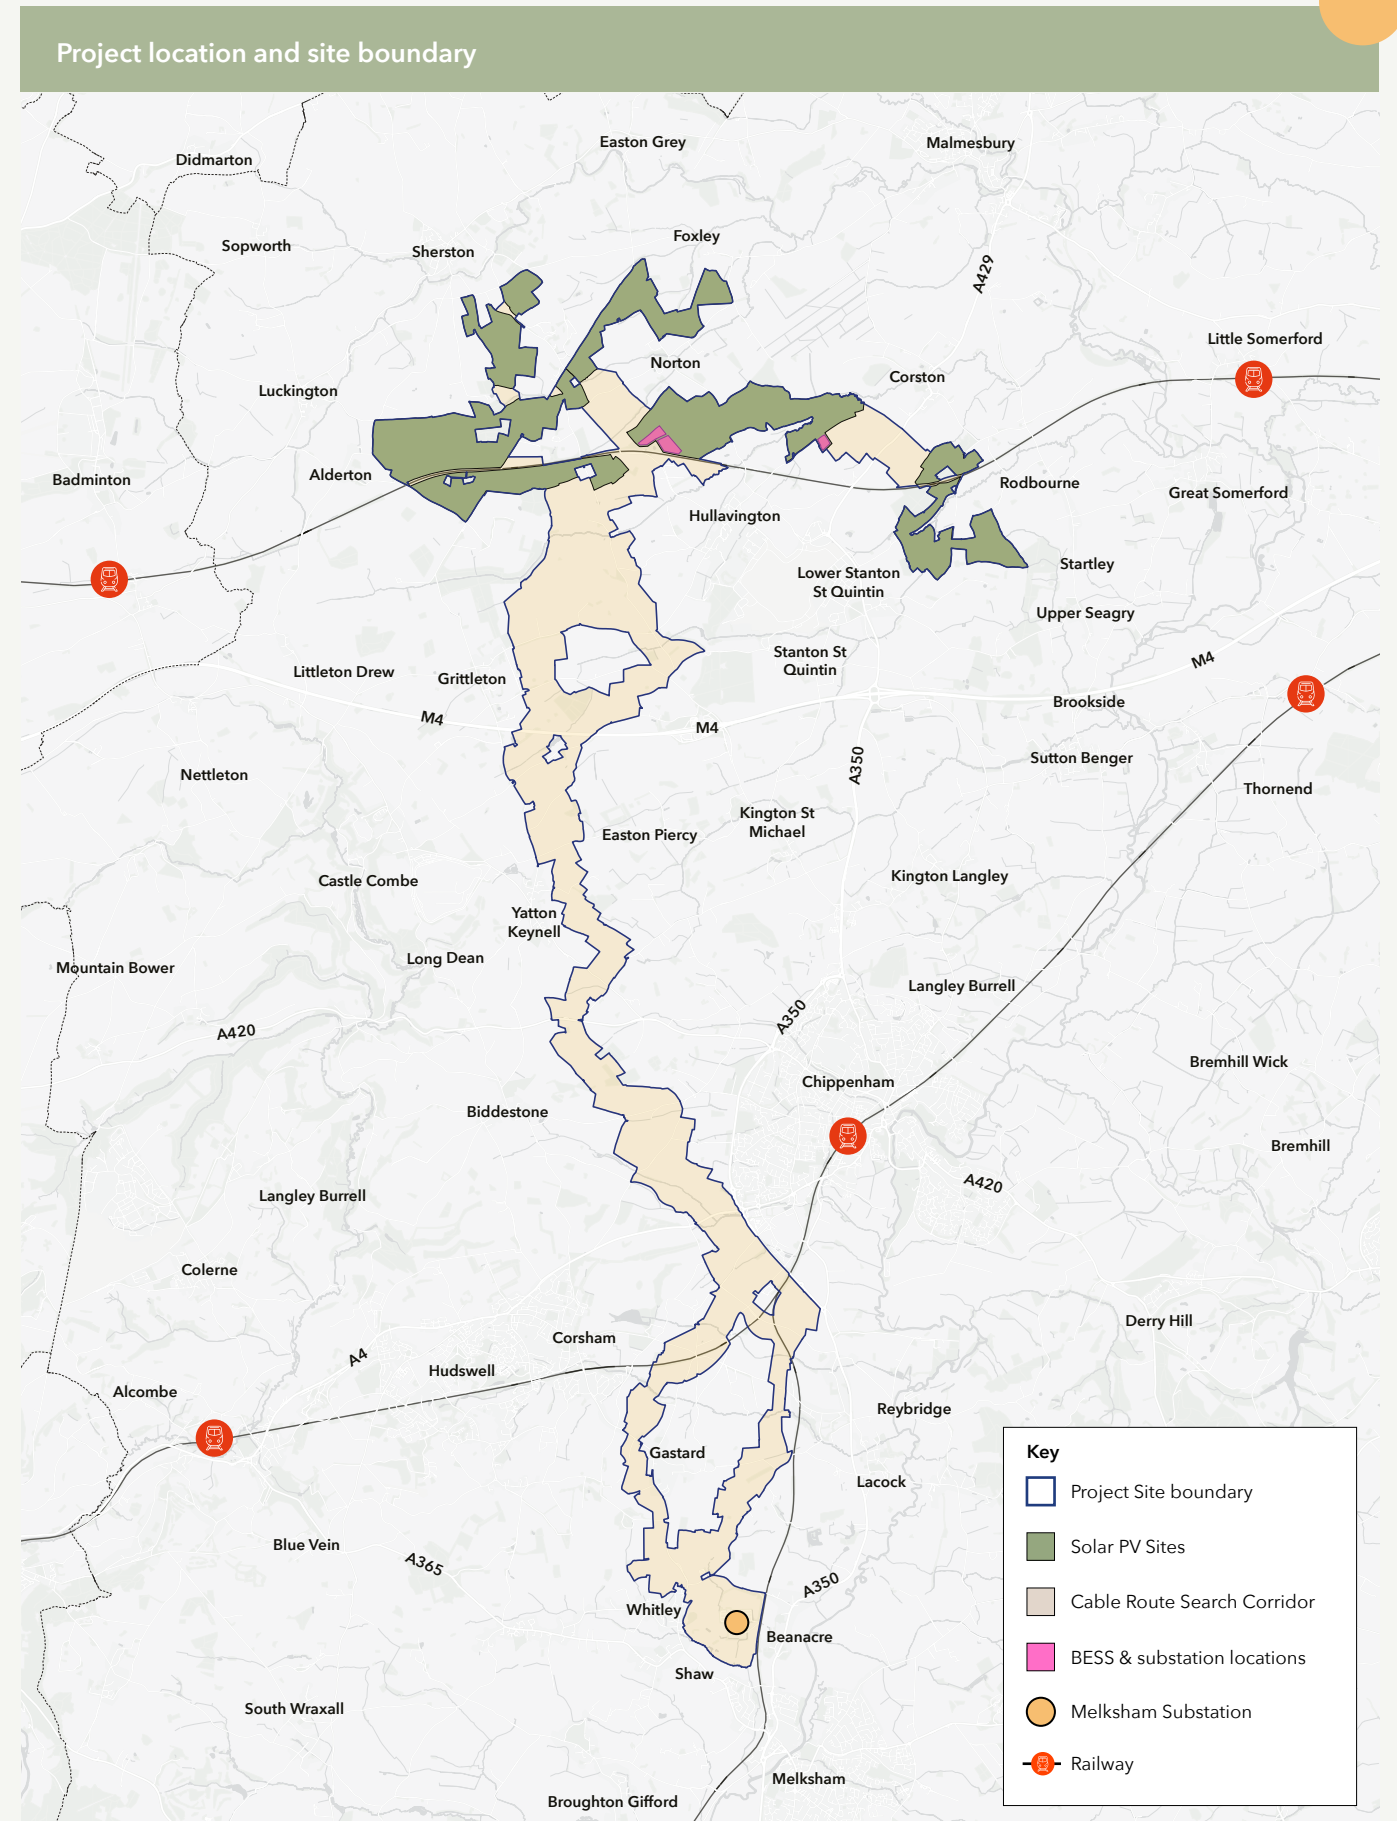 Project location and site boundary
Easton Grey
Malmesbury
Didmarton
Foxley
Sopworth
Sherston
A429
Little Somerford
Norton
Corston
Luckington
Alderton
Badminton
Rodbourne
Great Somerford
Hullavington
Startley
Lower Stanton
St Quintin
Upper Seagry
Stanton St
Quintin
M4
Littleton Drew
Grittleton
Brookside
M4
M4
Sutton Benger
A350
Nettleton
Thornend
Kington St
Michael
Easton Piercy
Castle Combe
Kington Langley
Yatton
Keynell
Long Dean
Mountain Bower
Langley Burrell
A350
A420
Bremhill Wick
Chippenham
Biddestone
Bremhill
A420
Langley Burrell
Colerne
Derry Hill
Corsham
A4
Hudswell
Alcombe
Reybridge
Gastard
Lacock
Blue Vein
A365
A350
Whitley
Beanacre
Shaw
South Wraxall
Melksham
Broughton Gifford
Key
Project Site boundary
Solar PV Sites
Cable Route Search Corridor
BESS & substation locations
Melksham Substation
Railway